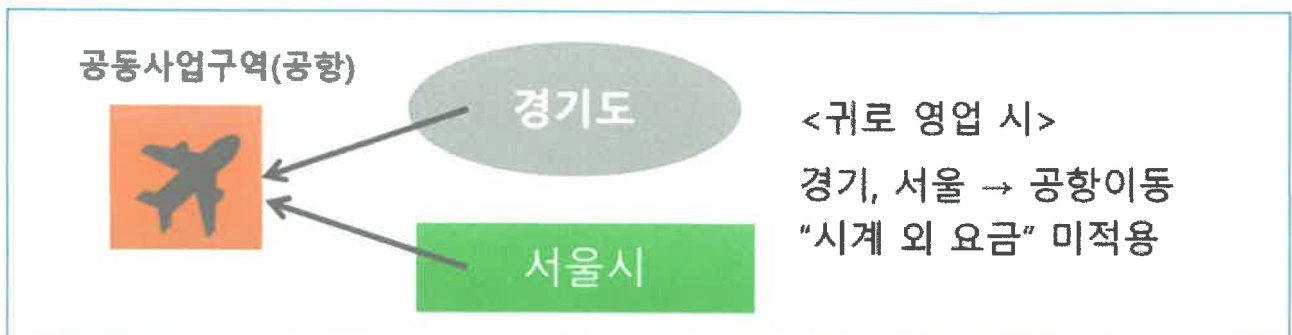 공동사업구역(공항)
경기도
서울시
<귀로 영업 시>
경기, 서울 → 공항이동
“시계 외 요금” 미적용